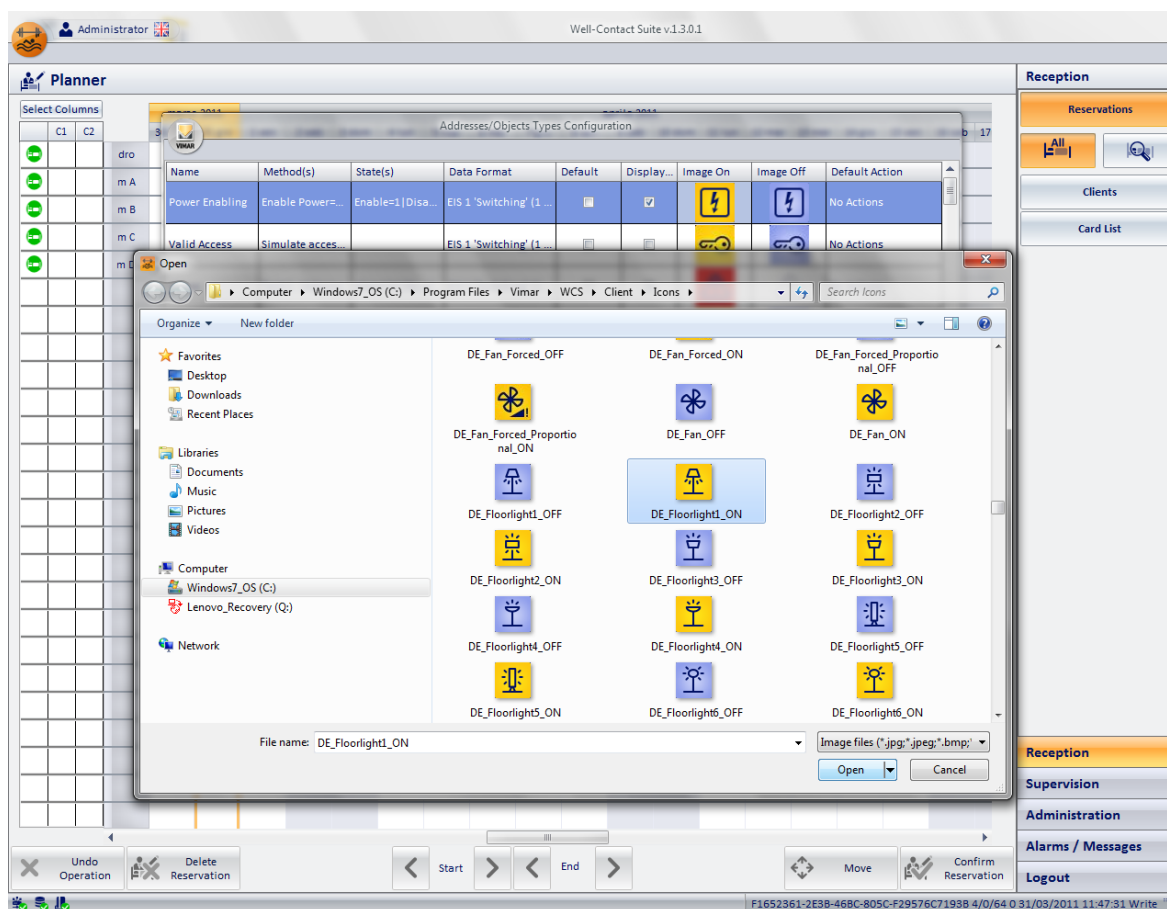 Administrator
Well-Contact Suite v.1.3.0.1
Planner
Reception
Select Columns
C1 C2
dro
m A
m B
m C
17
VIMAR
Addresses/Objects Types Configuration
Name Method(s) State(s) Data Format Default Display... Image On Image Off Default Action
Power Enabling Enable Power=... Enable=1|Disa... EIS 1 'Switching' (1 ... No Actions
Valid Access Simulate acces... EIS 1 'Switching' (1 ... No Actions
Reservations
All
Clients
Card List
Open
Computer Windows7_OS (C:) Program Files Vimar WCS Client Icons
Search Icons
Organize New folder
Favorites
Desktop
Downloads
Recent Places
Libraries
Documents
Music
Pictures
Videos
Computer
Windows7_OS (C:)
Lenovo_Recovery (Q:)
Network
DE_Fan_Forced_OFF DE_Fan_Forced_ON DE_Fan_Forced_Proportio
nal_OFF
DE_Fan_Forced_Proportio
nal_ON
DE_Fan_OFF DE_Fan_ON
DE_Floorlight1_OFF DE_Floorlight1_ON DE_Floorlight2_OFF
DE_Floorlight2_ON DE_Floorlight3_OFF DE_Floorlight3_ON
DE_Floorlight4_OFF DE_Floorlight4_ON DE_Floorlight5_OFF
DE_Floorlight5_ON DE_Floorlight6_OFF DE_Floorlight6_ON
File name: DE_Floorlight1_ON
Image files (*.jpg;*.jpeg;*.bmp;*
Open Cancel
Reception
Supervision
Administration
Alarms / Messages
Logout
Undo
Operation
Delete
Reservation
Start
End
Move
Confirm
Reservation
F1652361-2E3B-46BC-805C-F29576C7193B 4/0/64 0 31/03/2011 11:47:31 Write